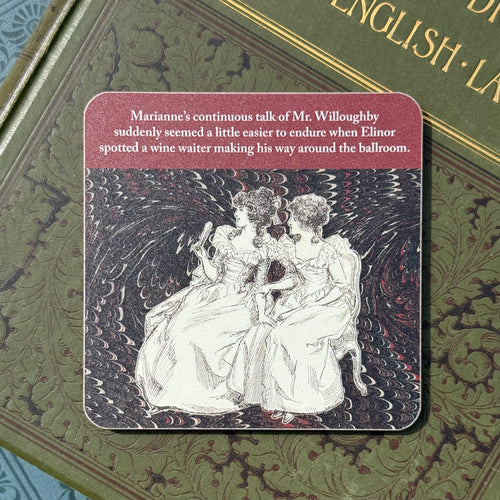 DI
ENGLISH·LA
Marianne's continuous talk of Mr. Willoughby
suddenly seemed a little easier to endure when Elinor
spotted a wine waiter making his way around the ballroom.